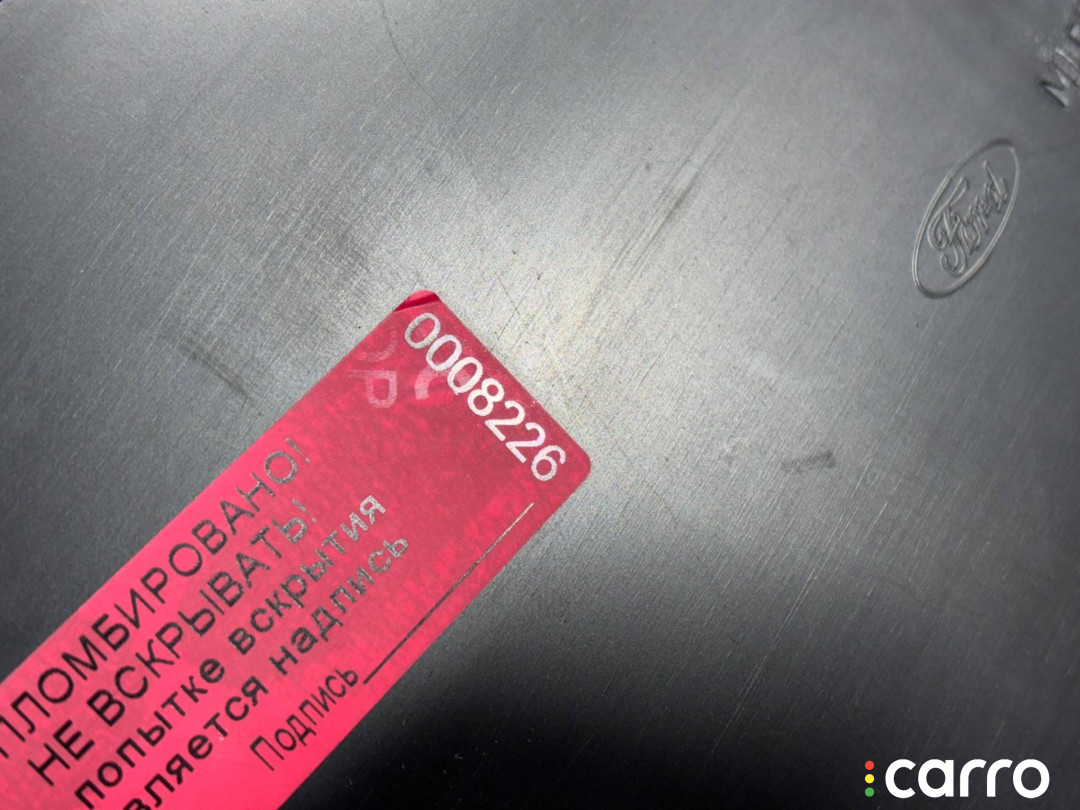 0008226
ПЛОМБИРОВАНО!
НЕ ВСКРЫВАТЬ!
попытке вскрытия
вляется надпись
Подпись
Ford
carro